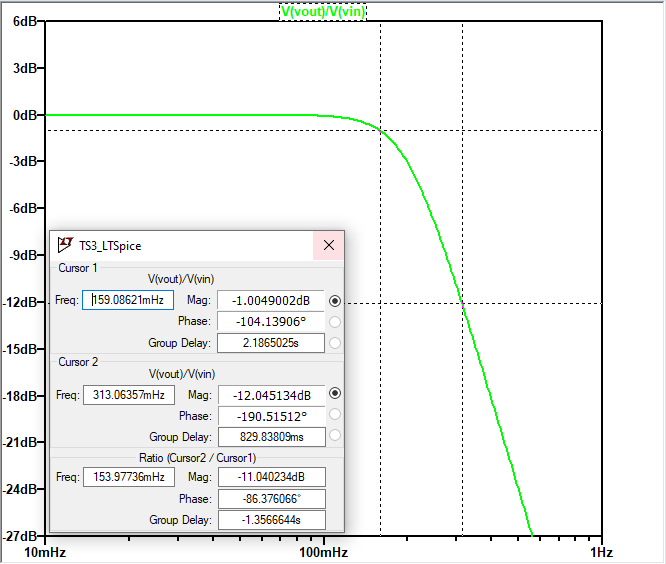 V(vout)/V(vin)
6dB
3dB
0dB
-3dB
-6dB
-9dB
-12dB
-15dB
-18dB
-21dB
-24dB
-27dB
TS3_LTSpice
Cursor 1
V(vout)/V(vin)
Freq: 159.08621mHz Mag: -1.0049002dB
Phase: -104.13906°
Group Delay: 2.1865025s
Cursor 2
V(vout)/V(vin)
Freq: 313.06357mHz Mag: -12.045134dB
Phase: -190.51512°
Group Delay: 829.83809ms
Ratio (Cursor2 / Cursor1)
Freq: 153.97736mHz Mag: -11.040234dB
Phase: -86.376066°
Group Delay: -1.3566644s
10mHz 100mHz 1Hz